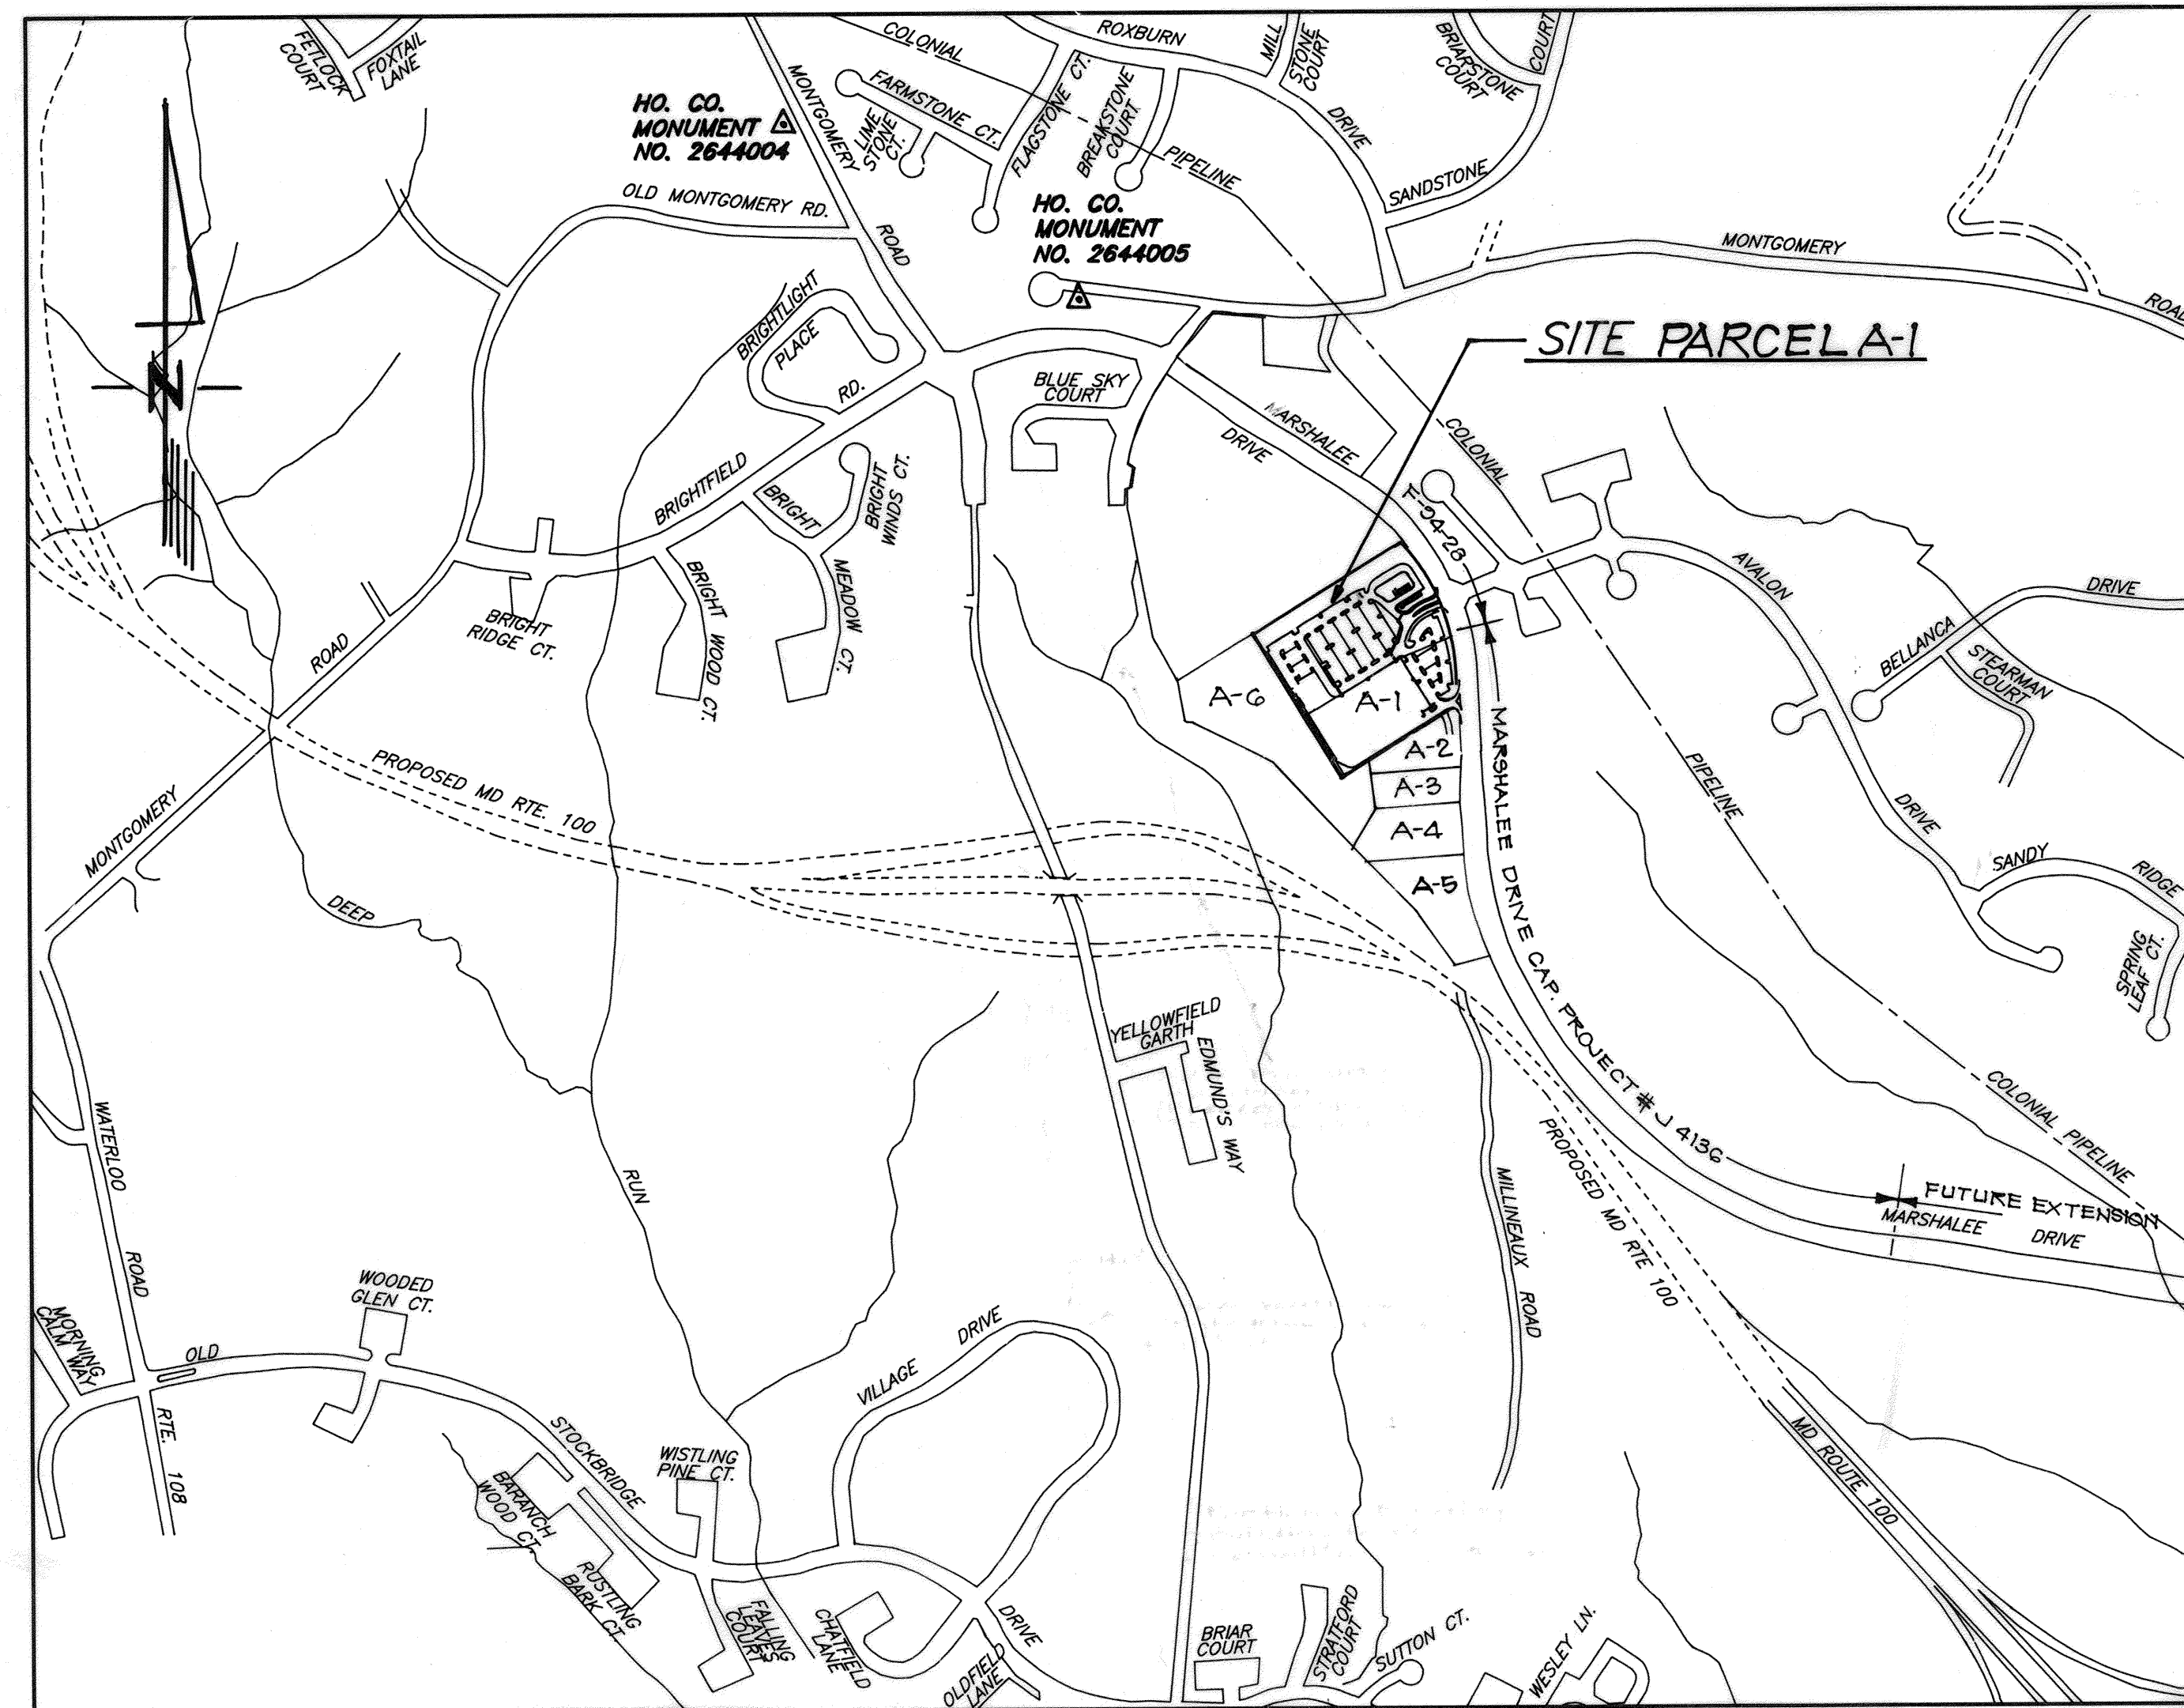 FETLOCK
COURT
FOXTAIL
LANE
COLONIAL
ROXBURN
MILL
STONE
COURT
BRIARSTONE
COURT
COURT
MONTGOMERY
FARMSTONE CT.
LIME
STONE
CT.
FLAGSTONE CT.
BREAKSTONE
COURT
DRIVE
PIPELINE
SANDSTONE
HO. CO.
MONUMENT
NO. 2644004
OLD MONTGOMERY RD.
ROAD
HO. CO.
MONUMENT
NO. 2644005
MONTGOMERY
ROAD
N
BRIGHTLIGHT
PLACE
RD.
BLUE SKY
COURT
SITE PARCEL A-1
MARSHALEE
DRIVE
COLONIAL
BRIGHTFIELD
BRIGHT
BRIGHT
WINDS CT.
MEADOW CT.
F-94-28
AVALON
DRIVE
BELLANCA
STEARMAN
COURT
BRIGHT
RIDGE CT.
BRIGHT WOOD CT.
ROAD
A-6
A-1
A-2
A-3
A-4
A-5
MARSHALEE DRIVE CAP. PROJECT # J 4136
PIPELINE
DRIVE
SANDY
RIDGE
SPRING
LEAF CT.
PROPOSED MD RTE. 100
MONTGOMERY
DEEP
YELLOWFIELD
GARTH
EDMUND'S WAY
COLONIAL PIPELINE
WATERLOO
ROAD
RUN
PROPOSED MD RTE 100
MILLINEAUX ROAD
FUTURE EXTENSION
MARSHALEE DRIVE
WOODED
GLEN CT.
MORNING
CALM WAY
OLD
VILLAGE DRIVE
RTE. 108
STOCKBRIDGE
WISTLING
PINE CT.
MD ROUTE 100
BARANCH
WOOD CT.
RUSTLING
BARK CT.
FALLING
LEAVES
COURT
CHATFIELD
LANE
DRIVE
OLDFIELD
LANE
BRIAR
COURT
STRATFORD
COURT
SUTTON CT.
WESLEY LN.